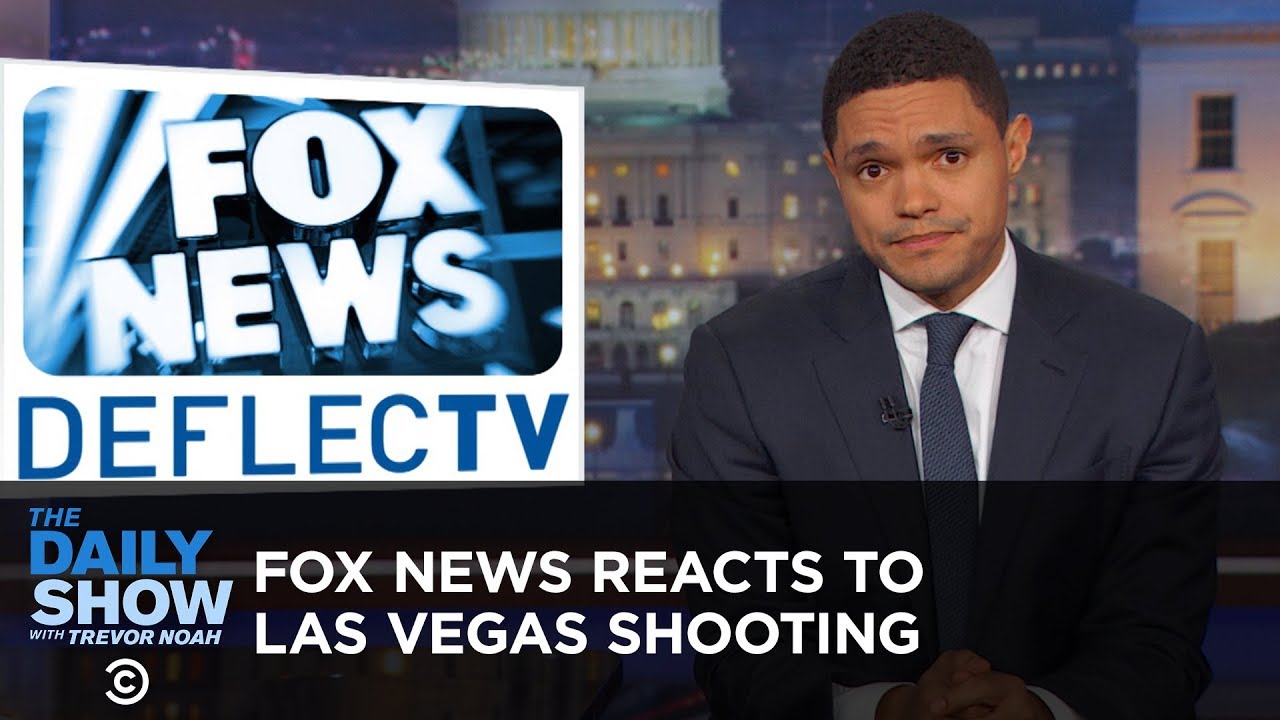 FOX
NEWS
DEFLECTV
THE
DAILY
SHOW
WITH TREVOR NOAH
FOX NEWS REACTS TO
LAS VEGAS SHOOTING